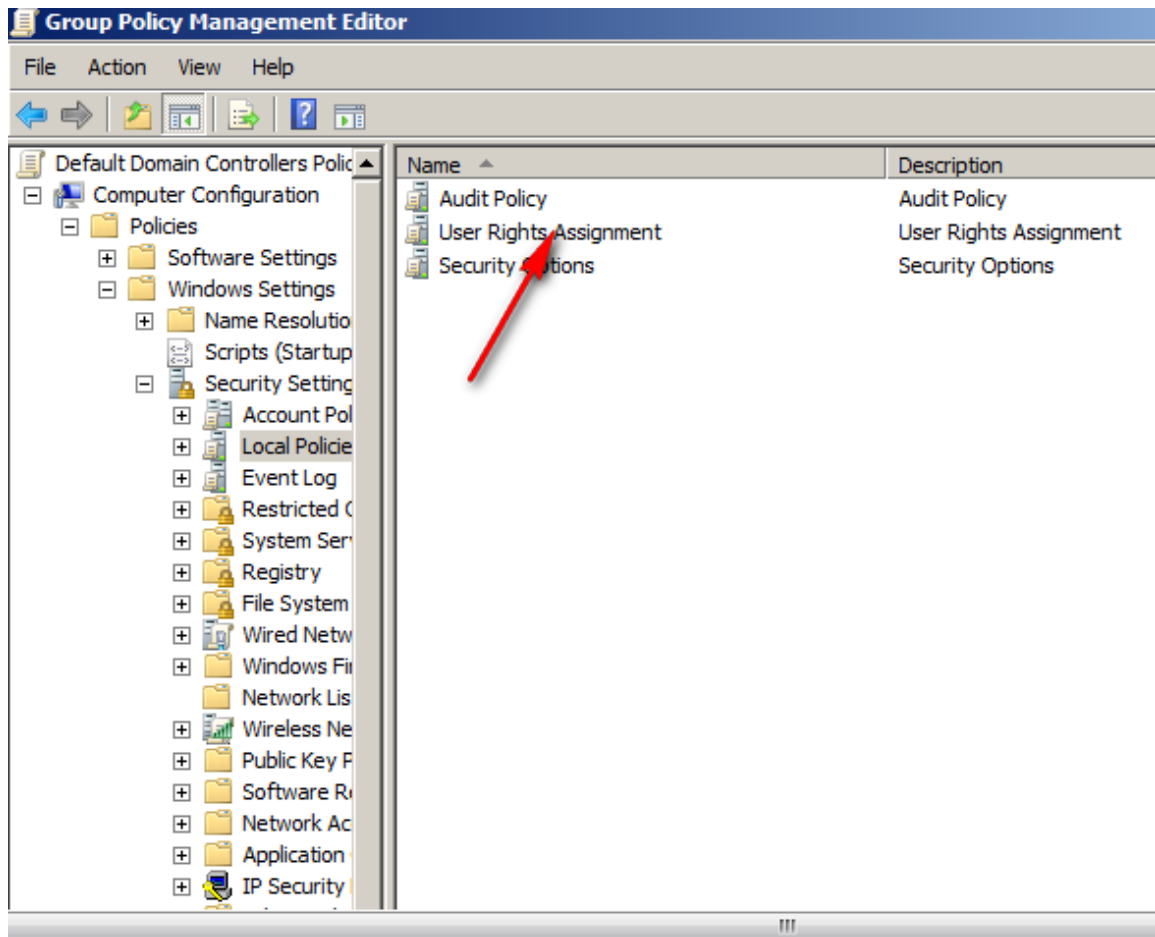 Group Policy Management Editor
File Action View Help
Default Domain Controllers Polic
Computer Configuration
Policies
Software Settings
Windows Settings
Name Resolutio
Scripts (Startup
Security Setting
Account Pol
Local Policie
Event Log
Restricted
System Ser
Registry
File System
Wired Netw
Windows Fir
Network Lis
Wireless Ne
Public Key P
Software R
Network Ac
Application
IP Security
Name Description
Audit Policy Audit Policy
User Rights Assignment User Rights Assignment
Security Options Security Options